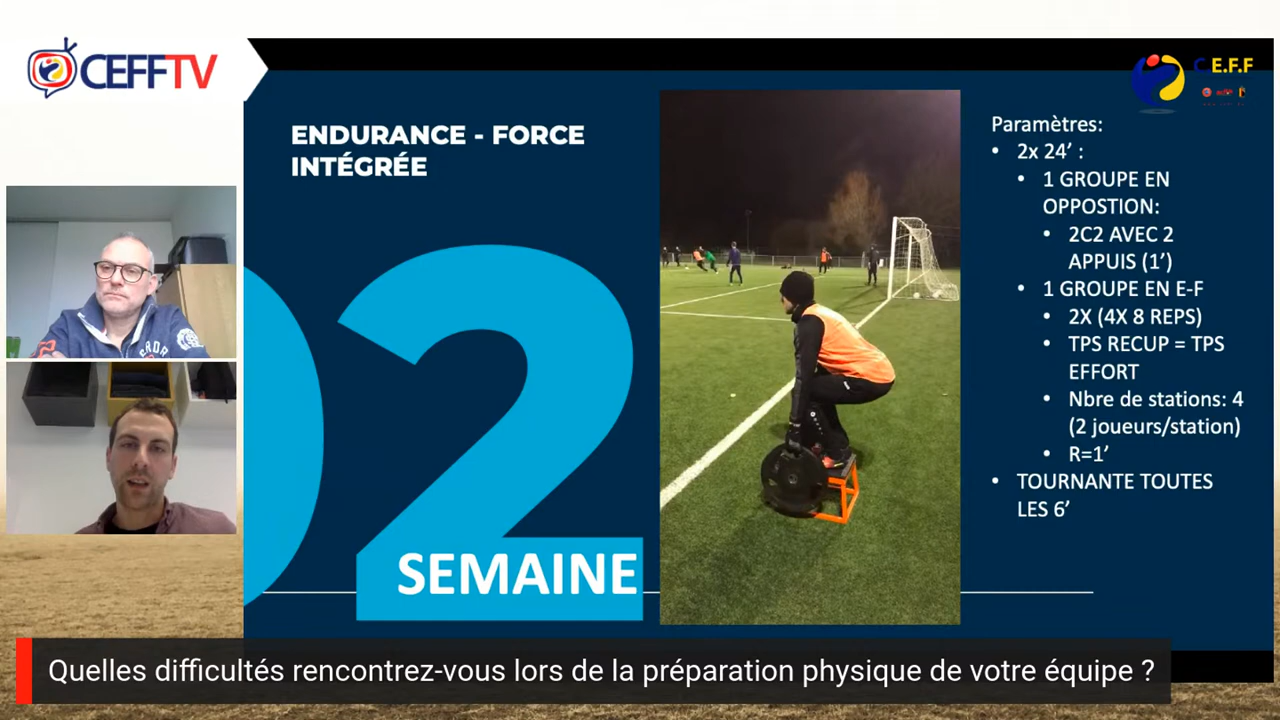 CEFFTV
C.E.F.F
ENDURANCE - FORCE
INTÉGRÉE
02
SEMAINE
Paramètres:
• 2x 24’ :
• 1 GROUPE EN
OPPOSTION:
• 2C2 AVEC 2
APPUIS (1’)
• 1 GROUPE EN E-F
• 2X (4X 8 REPS)
• TPS RECUP = TPS
EFFORT
• Nbre de stations: 4
(2 joueurs/station)
• R=1’
• TOURNANTE TOUTES
LES 6’
Quelles difficultés rencontrez-vous lors de la préparation physique de votre équipe ?